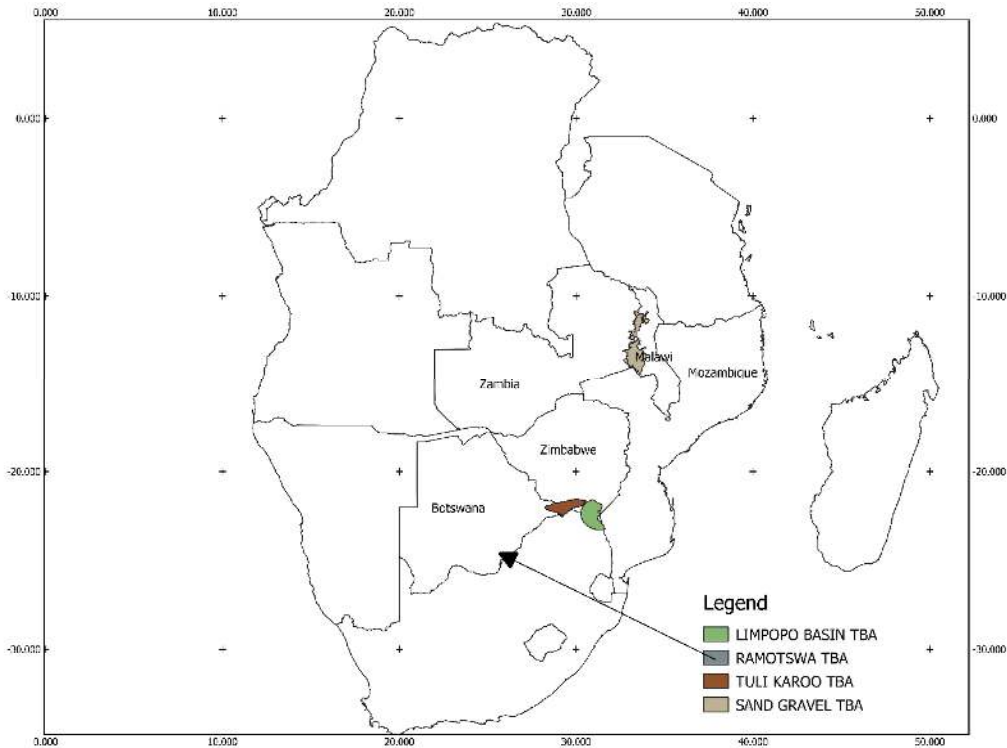 0.000 10.000 20.000 30.000 40.000 50.000
0.000 0.000
-10.000 -10.000
Malawi
Zambia
Mozambique
Zimbabwe
-20.000 -20.000
Botswana
Legend
LIMPOPO BASIN TBA
-30.000 RAMOTSWA TBA -30.000
TULI KAROO TBA
SAND GRAVEL TBA
0.000 10.000 20.000 30.000 40.000 50.000